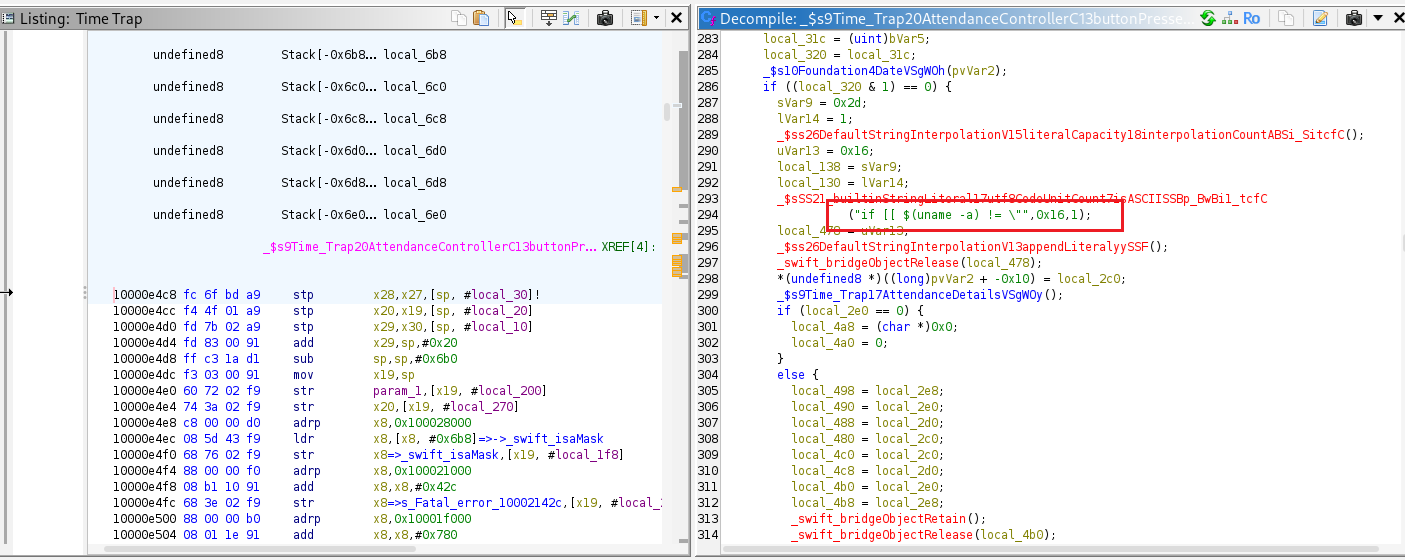 Listing: Time Trap
undefined8 Stack[-0x6b8... local_6b8
undefined8 Stack[-0x6c0... local_6c0
undefined8 Stack[-0x6c8... local_6c8
undefined8 Stack[-0x6d0... local_6d0
undefined8 Stack[-0x6d8... local_6d8
undefined8 Stack[-0x6e0... local_6e0
_$s9Time_Trap20AttendanceControllerC13buttonPr... XREF[4]:
10000e4c8 fc 6f bd a9 stp x28,x27,[sp, #local_30]!
10000e4cc f4 4f 01 a9 stp x20,x19,[sp, #local_20]
10000e4d0 fd 7b 02 a9 stp x29,x30,[sp, #local_10]
10000e4d4 fd 83 00 91 add x29,sp,#0x20
10000e4d8 ff c3 1a d1 sub sp,sp,#0x6b0
10000e4dc f3 03 00 91 mov x19,sp
10000e4e0 60 72 02 f9 str param_1,[x19, #local_200]
10000e4e4 74 3a 02 f9 str x20,[x19, #local_270]
10000e4e8 c8 00 00 d0 adrp x8,0x100028000
10000e4ec 08 5d 43 f9 ldr x8,[x8, #0x6b8]=>->_swift_isaMask
10000e4f0 68 76 02 f9 str x8=>_swift_isaMask,[x19, #local_1f8]
10000e4f4 88 00 00 f0 adrp x8,0x100021000
10000e4f8 08 b1 10 91 add x8,x8,#0x42c
10000e4fc 68 3e 02 f9 str x8=>s_Fatal_error_10002142c,[x19, #local_
10000e500 88 00 00 b0 adrp x8,0x10001f000
10000e504 08 01 1e 91 add x8,x8,#0x780
Decompile: _$s9Time_Trap20AttendanceControllerC13buttonPresse... Ro
283 local_31c = (uint)bVar5;
284 local_320 = local_31c;
285 _$s10Foundation4DateVSgWOh(pvVar2);
286 if ((local_320 & 1) == 0) {
287 sVar9 = 0x2d;
288 lVar14 = 1;
289 _$ss26DefaultStringInterpolationV15literalCapacity18interpolationCountABSi_SitcfC();
290 uVar13 = 0x16;
291 local_138 = sVar9;
292 local_130 = lVar14;
293 _$sSS21_builtinStringLiteral17utf8CodeUnitCount7isASCIISSBp_BwBi1_tcfC
294 ("if [[ $(uname -a) != \"",0x16,1);
295 local_478 = uVar13;
296 _$ss26DefaultStringInterpolationV13appendLiteralyySSF();
297 _swift_bridgeObjectRelease(local_478);
298 *(undefined8 *)((long)pvVar2 + -0x10) = local_2c0;
299 _$s9Time_Trap17AttendanceDetailsVSgWOy();
300 if (local_2e0 == 0) {
301 local_4a8 = (char *)0x0;
302 local_4a0 = 0;
303 }
304 else {
305 local_498 = local_2e8;
306 local_490 = local_2e0;
307 local_488 = local_2d0;
308 local_480 = local_2c0;
309 local_4c0 = local_2c0;
310 local_4c8 = local_2d0;
311 local_4b0 = local_2e0;
312 local_4b8 = local_2e8;
313 _swift_bridgeObjectRetain();
314 _swift_bridgeObjectRelease(local_4b0);